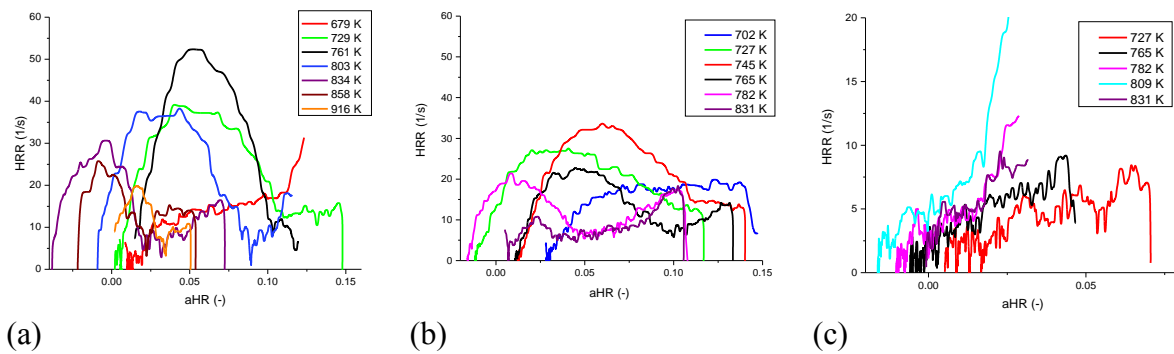 60
50
40
30
20
10
0
HRR (1/s)
0.00
0.05
0.10
0.15
aHR (-)
679 K
729 K
761 K
803 K
834 K
858 K
916 K
(a)
60
50
40
30
20
10
0
HRR (1/s)
0.00
0.05
0.10
0.15
aHR (-)
702 K
727 K
745 K
765 K
782 K
831 K
(b)
20
15
10
5
0
HRR (1/s)
0.00
0.05
aHR (-)
727 K
765 K
782 K
809 K
831 K
(c)